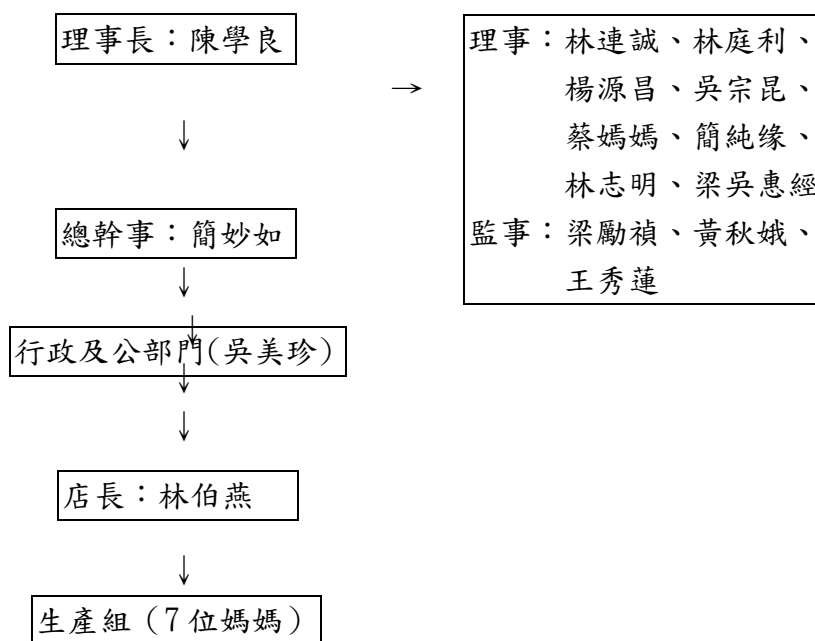 理事長：陳學良
→
理事：林連誠、林庭利、
楊源昌、吳宗昆、
蔡媽媽、簡純缘、
林志明、梁吳惠經
監事：梁勵禎、黃秋娥、
王秀蓮
↓
總幹事：簡妙如
↓
↓
行政及公部門(吳美珍）
↓
↓
店長：林伯燕
↓
生產組（7 位媽媽）